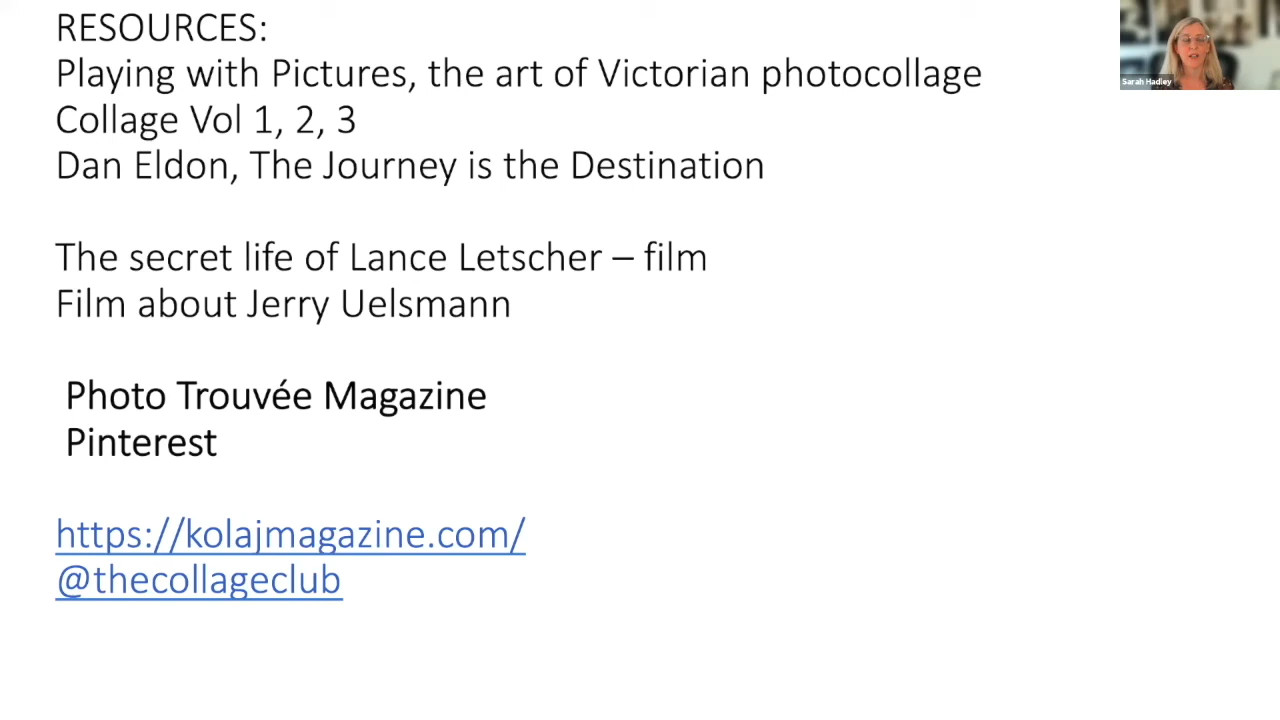 RESOURCES:
Playing with Pictures, the art of Victorian photocollage
Collage Vol 1, 2, 3
Dan Eldon, The Journey is the Destination
The secret life of Lance Letscher – film
Film about Jerry Uelsmann
Photo Trouvée Magazine
Pinterest
https://kolajmagazine.com/
@thecollageclub
Sarah Hadley